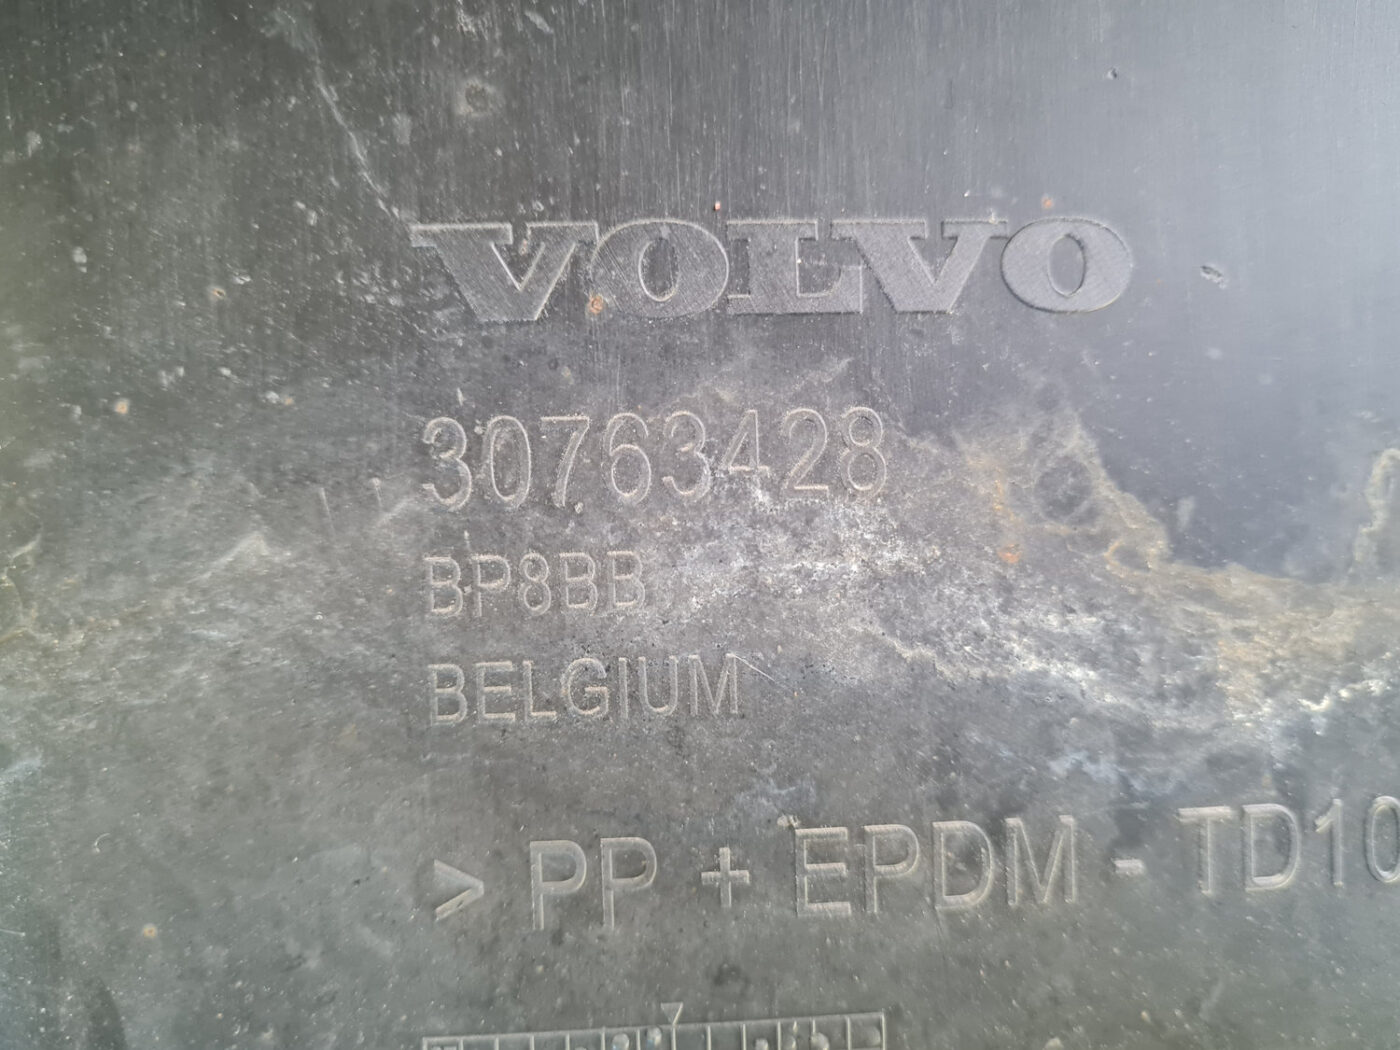 VOLVO
30763428
BP8BB
BELGIUM
> PP + EPDM - TD10